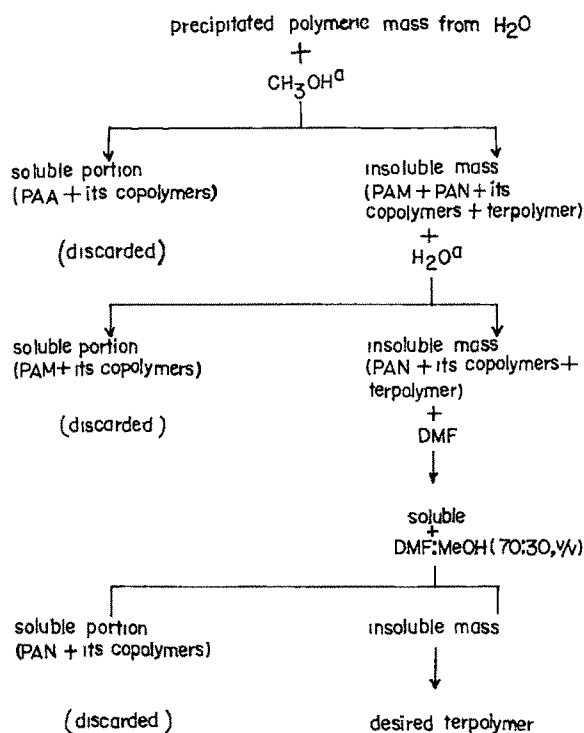 precipitated polymeric mass from H2O
+
CH3OHa
soluble portion
(PAA + its copolymers)
(discarded)
insoluble mass
(PAM + PAN + its
copolymers + terpolymer)
+
H2Oa
soluble portion
(PAM + its copolymers)
(discarded)
insoluble mass
(PAN + its copolymers +
terpolymer)
+
DMF
soluble
+
DMF:MeOH (70:30, v/v)
soluble portion
(PAN + its copolymers)
(discarded)
insoluble mass
desired terpolymer